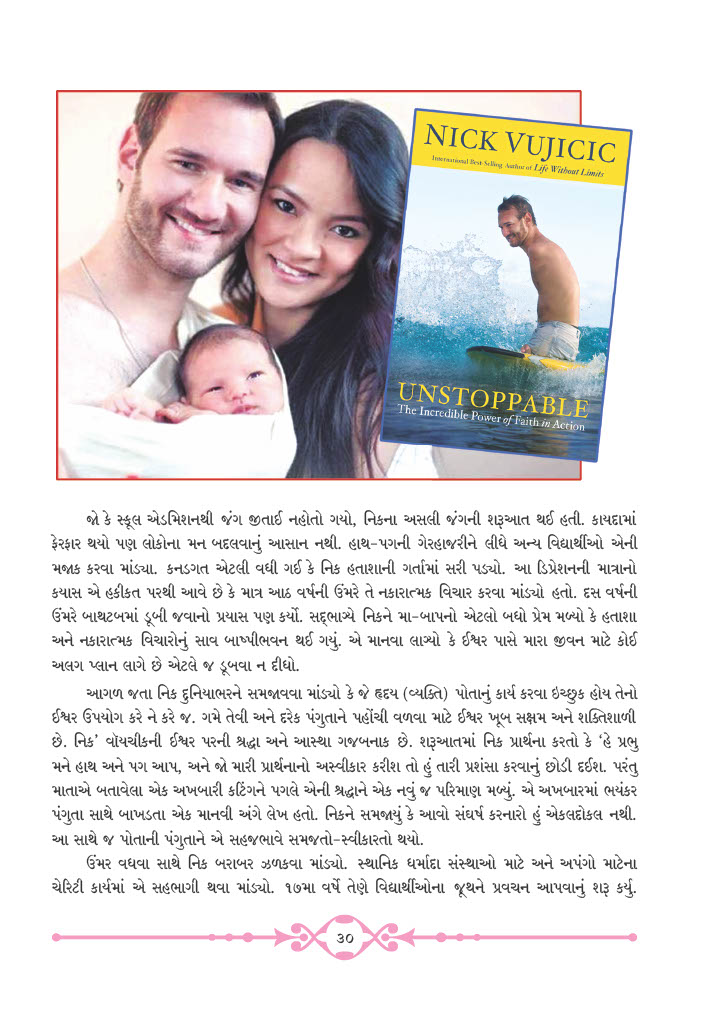 NICK VUJICIC
International Best-Selling Author of Life Without Limits
UNSTOPPABLE
The Incredible Power of Faith in Action
જો કે સ્કૂલ એડમિશનથી જંગ જીતાઈ નહોતો ગયો, નિકના અસલી જંગની શરૂઆત થઈ હતી. કાયદામાં
ફેરફાર થયો પણ લોકોના મન બદલવાનું આસાન નથી. હાથ-પગની ગેરહાજરીને લીધે અન્ય વિદ્યાર્થીઓ એની
મજાક કરવા માંડ્યા. કનડગત એટલી વધી ગઈ કે નિક હતાશાની ગર્તામાં સરી પડ્યો. આ ડિપ્રેશનની માત્રાનો
કયાસ એ હકીકત પરથી આવે છે કે માત્ર આઠ વર્ષની ઉંમરે તે નકારાત્મક વિચાર કરવા માંડ્યો હતો. દસ વર્ષની
ઉંમરે બાથટબમાં ડૂબી જવાનો પ્રયાસ પણ કર્યો. સદ્‌ભાગ્યે નિકને મા-બાપનો એટલો બધો પ્રેમ મળ્યો કે હતાશા
અને નકારાત્મક વિચારોનું સાવ બાષ્પીભવન થઈ ગયું. એ માનવા લાગ્યો કે ઈશ્વર પાસે મારા જીવન માટે કોઈ
અલગ પ્લાન લાગે છે એટલે જ ડૂબવા ન દીધો.
આગળ જતા નિક દુનિયાભરને સમજાવવા માંડ્યો કે જે હૃદય (વ્યક્તિ) પોતાનું કાર્ય કરવા ઇચ્છુક હોય તેનો
ઈશ્વર ઉપયોગ કરે ને કરે જ. ગમે તેવી અને દરેક પંગુતાને પહોંચી વળવા માટે ઈશ્વર ખૂબ સક્ષમ અને શક્તિશાળી
છે. નિક' વૉયચીકની ઈશ્વર પરની શ્રદ્ધા અને આસ્થા ગજબનાક છે. શરૂઆતમાં નિક પ્રાર્થના કરતો કે 'હે પ્રભુ
મને હાથ અને પગ આપ, અને જો મારી પ્રાર્થનાનો અસ્વીકાર કરીશ તો હું તારી પ્રશંસા કરવાનું છોડી દઈશ. પરંતુ
માતાએ બતાવેલા એક અખબારી કટિંગને પગલે એની શ્રદ્ધાને એક નવું જ પરિમાણ મળ્યું. એ અખબારમાં ભયંકર
પંગુતા સાથે બાખડતા એક માનવી અંગે લેખ હતો. નિકને સમજાયું કે આવો સંઘર્ષ કરનારો હું એકલદોકલ નથી.
આ સાથે જ પોતાની પંગુતાને એ સહજભાવે સમજતો-સ્વીકારતો થયો.
ઉંમર વધવા સાથે નિક બરાબર ઝળકવા માંડ્યો. સ્થાનિક ધર્માદા સંસ્થાઓ માટે અને અપંગો માટેના
ચેરિટી કાર્યમાં એ સહભાગી થવા માંડ્યો. ૧૭મા વર્ષે તેણે વિદ્યાર્થીઓના જૂથને પ્રવચન આપવાનું શરૂ કર્યુ.
૩૦